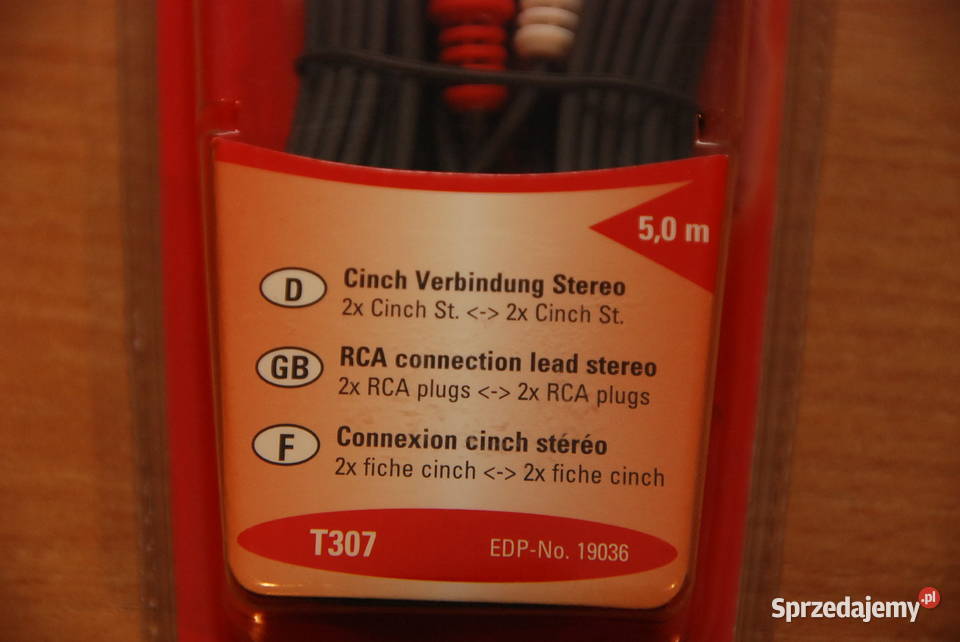 5,0 m
D
Cinch Verbindung Stereo
2x Cinch St. <-> 2x Cinch St.
GB
RCA connection lead stereo
2x RCA plugs <-> 2x RCA plugs
F
Connexion cinch stéréo
2x fiche cinch <-> 2x fiche cinch
T307 EDP-No. 19036
Sprzedajemy.pl